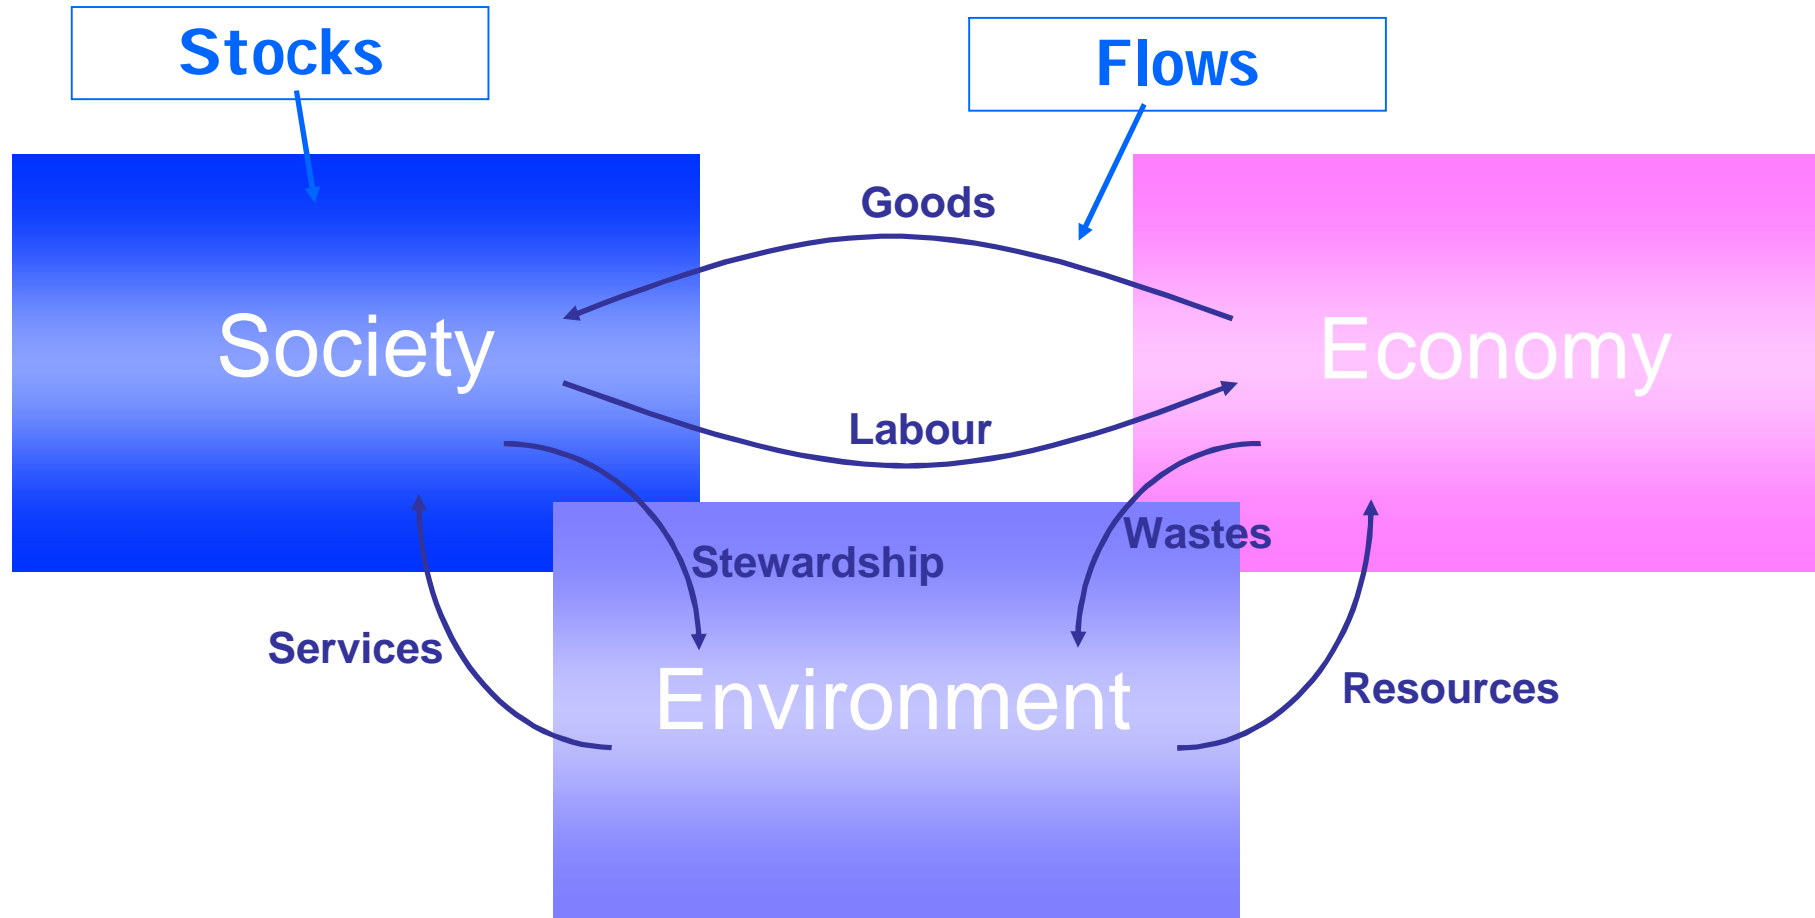 Stocks
Flows
Goods
Society
Economy
Labour
Wastes
Stewardship
Services
Environment
Resources